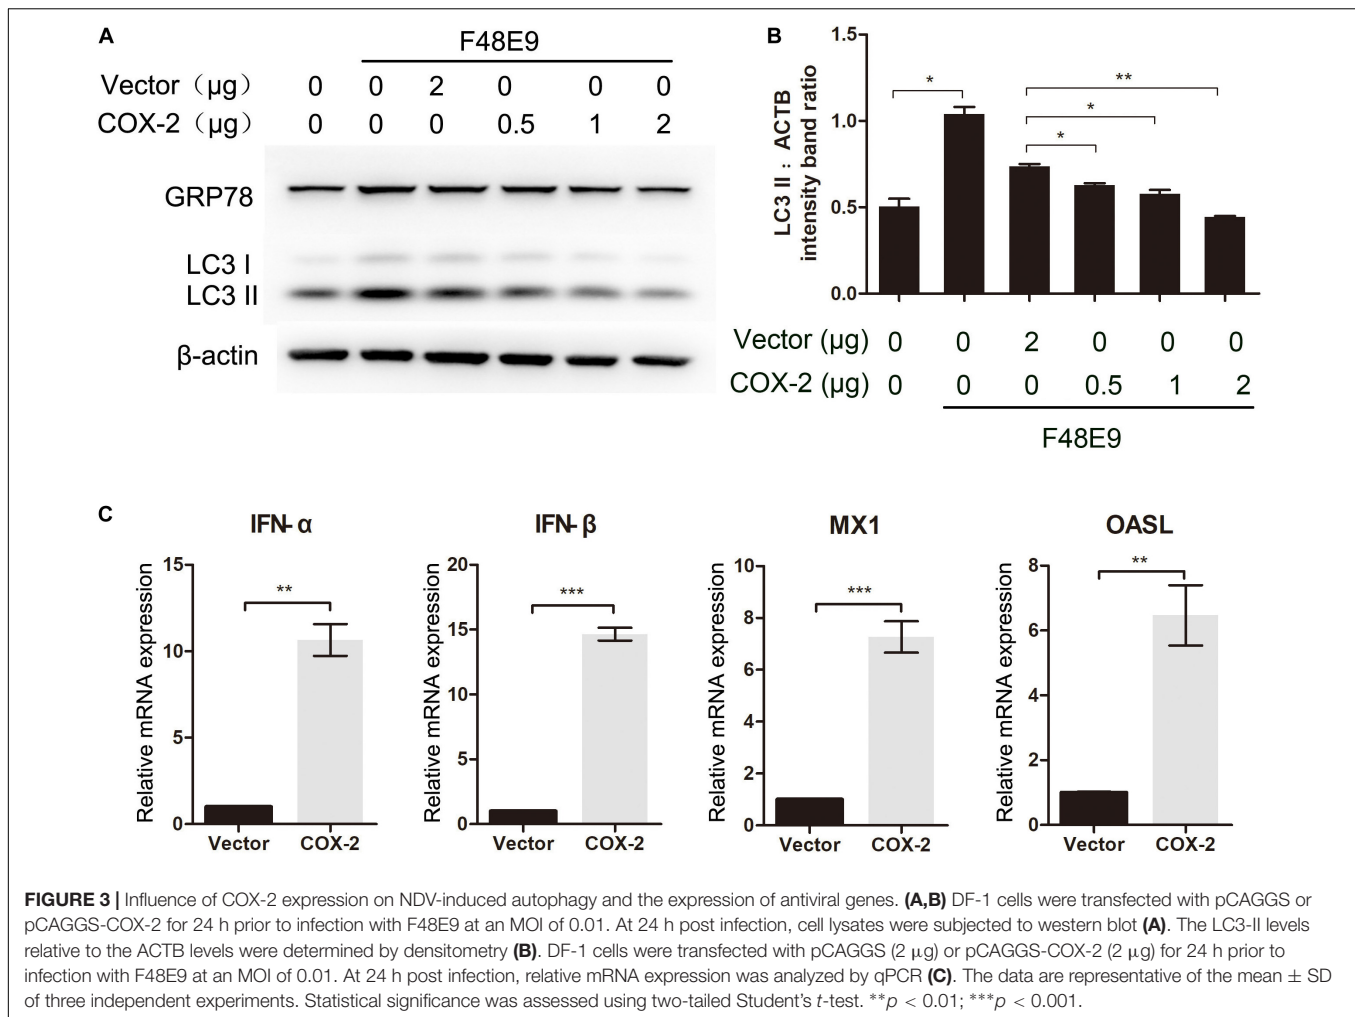 A
F48E9
Vector（μg） 0 0 2 0 0 0
COX-2（μg） 0 0 0 0.5 1 2
GRP78
LC3 I
LC3 II
β-actin
B
LC3 II : ACTB
intensity band ratio
1.5
1.0
0.5
0.0
*
**
*
*
Vector (μg) 0 0 2 0 0 0
COX-2 (μg) 0 0 0 0.5 1 2
F48E9
C
IFN- α
Relative mRNA expression
15
10
5
0
**
Vector COX-2
IFN- β
Relative mRNA expression
20
15
10
5
0
***
Vector COX-2
MX1
Relative mRNA expression
10
8
6
4
2
0
***
Vector COX-2
OASL
Relative mRNA expression
8
6
4
2
0
**
Vector COX-2
FIGURE 3 | Influence of COX-2 expression on NDV-induced autophagy and the expression of antiviral genes. (A,B) DF-1 cells were transfected with pCAGGS or
pCAGGS-COX-2 for 24 h prior to infection with F48E9 at an MOI of 0.01. At 24 h post infection, cell lysates were subjected to western blot (A). The LC3-II levels
relative to the ACTB levels were determined by densitometry (B). DF-1 cells were transfected with pCAGGS (2 μg) or pCAGGS-COX-2 (2 μg) for 24 h prior to
infection with F48E9 at an MOI of 0.01. At 24 h post infection, relative mRNA expression was analyzed by qPCR (C). The data are representative of the mean ± SD
of three independent experiments. Statistical significance was assessed using two-tailed Student's t-test. **p < 0.01; ***p < 0.001.